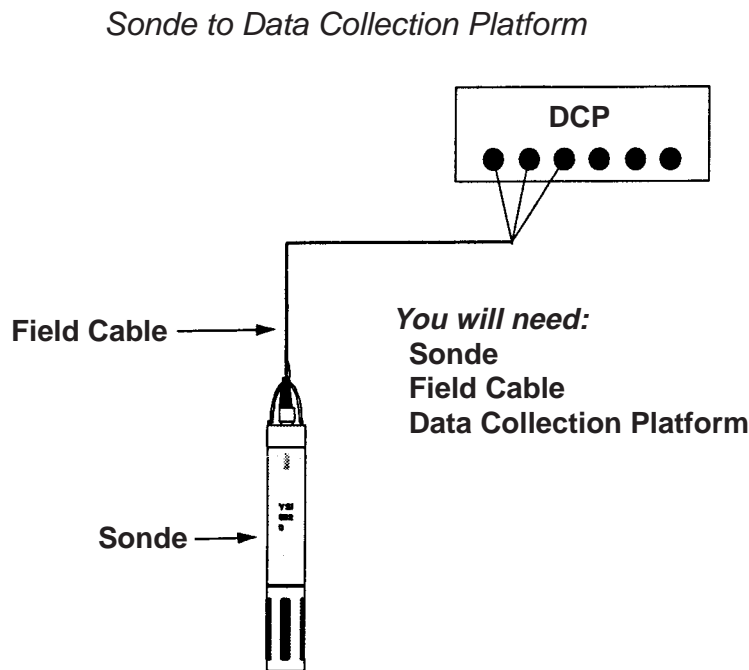 Sonde to Data Collection Platform
DCP
Field Cable
You will need:
Sonde
Field Cable
Data Collection Platform
Sonde